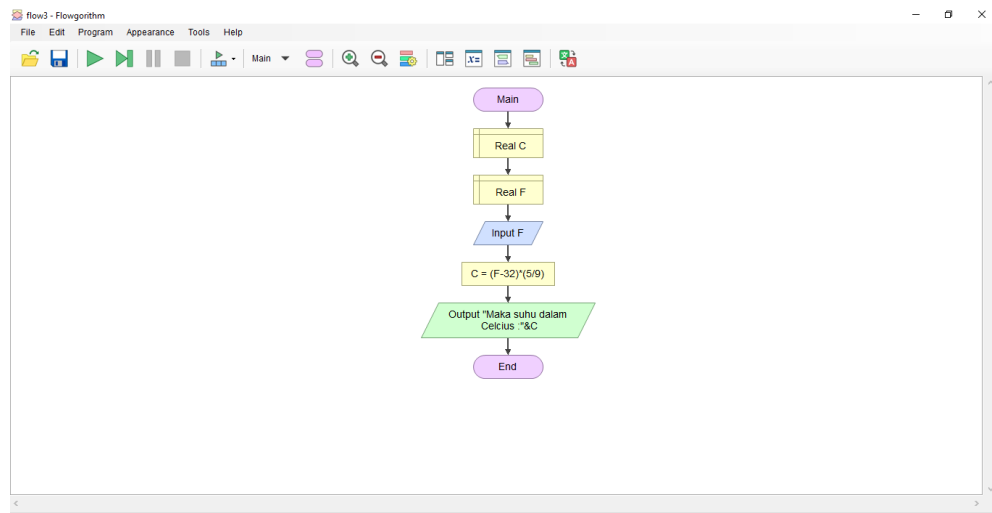 flow3 - Flowgorithm
File Edit Program Appearance Tools Help
Main
Main
Real C
Real F
Input F
C = (F-32)*(5/9)
Output "Maka suhu dalam
Celcius :"&C
End